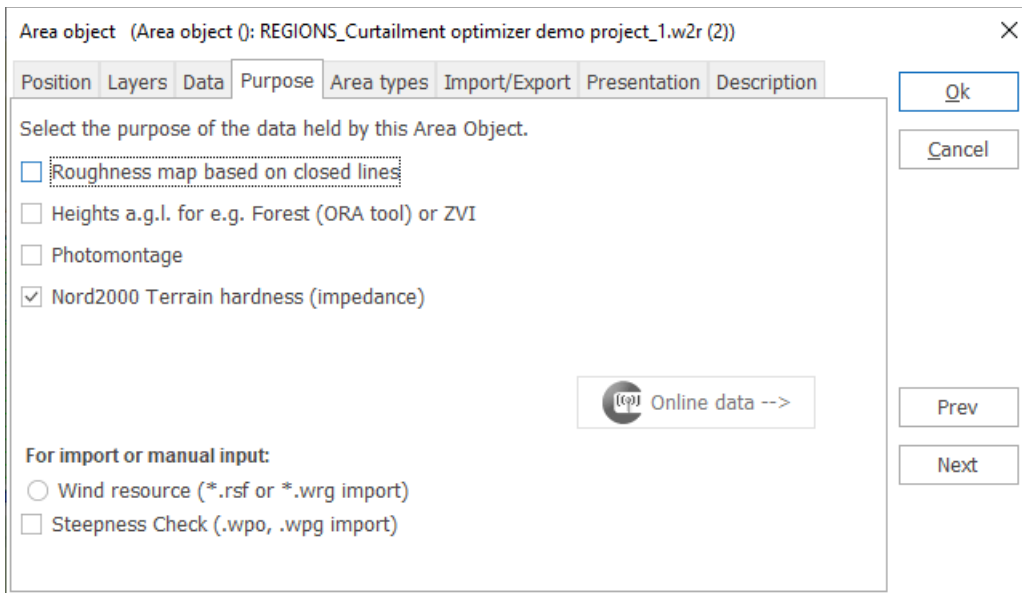 Area object (Area object (): REGIONS_Curtailment optimizer demo project_1.w2r (2))
Position Layers Data Purpose Area types Import/Export Presentation Description
Ok
Select the purpose of the data held by this Area Object.
Cancel
Roughness map based on closed lines
Heights a.g.l. for e.g. Forest (ORA tool) or ZVI
Photomontage
Nord2000 Terrain hardness (impedance)
Online data -->
Prev
For import or manual input:
Next
Wind resource (*.rsf or *.wrg import)
Steepness Check (.wpo, .wpg import)